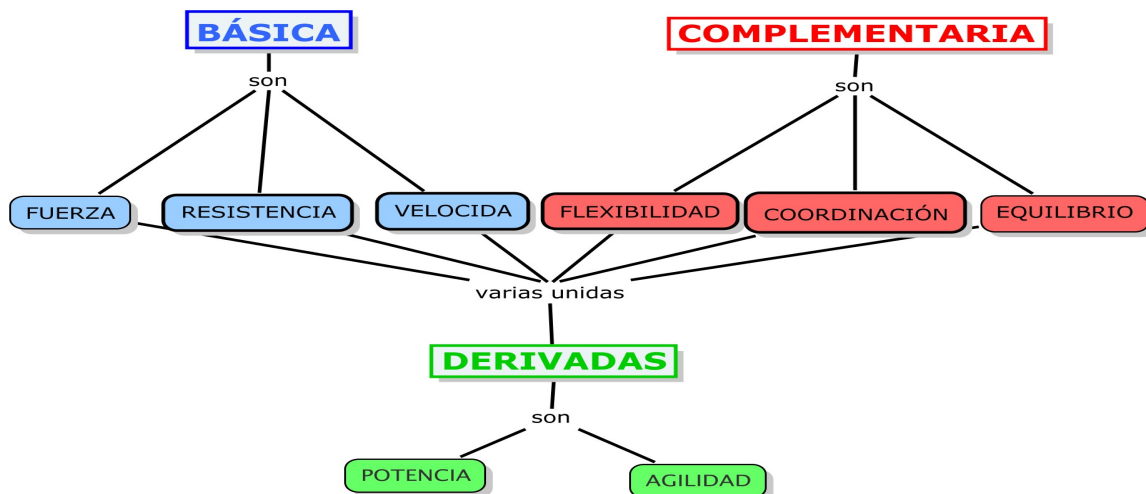 BÁSICA
COMPLEMENTARIA
son
son
FUERZA
RESISTENCIA
VELOCIDA
FLEXIBILIDAD
COORDINACIÓN
EQUILIBRIO
varias unidas
DERIVADAS
son
POTENCIA
AGILIDAD